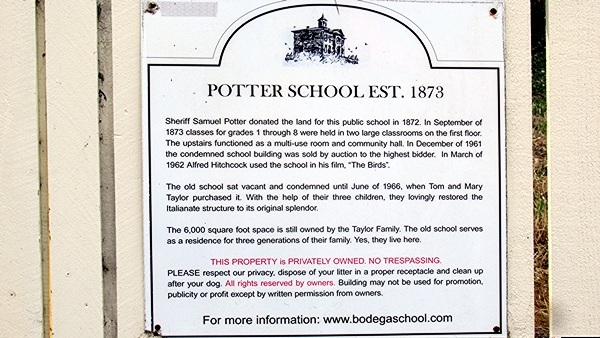 POTTER SCHOOL EST. 1873
Sheriff Samuel Potter donated the land for this public school in 1872. In September of
1873 classes for grades 1 through 8 were held in two large classrooms on the first floor.
The upstairs functioned as a multi-use room and community hall. In December of 1961
the condemned school building was sold by auction to the highest bidder. In March of
1962 Alfred Hitchcock used the school in his film, “The Birds”.
The old school sat vacant and condemned until June of 1966, when Tom and Mary
Taylor purchased it. With the help of their three children, they lovingly restored the
Italianate structure to its original splendor.
The 6,000 square foot space is still owned by the Taylor Family. The old school serves
as a residence for three generations of their family. Yes, they live here.
THIS PROPERTY is PRIVATELY OWNED. NO TRESPASSING.
PLEASE respect our privacy, dispose of your litter in a proper receptacle and clean up
after your dog. All rights reserved by owners. Building may not be used for promotion,
publicity or profit except by written permission from owners.
For more information: www.bodegaschool.com